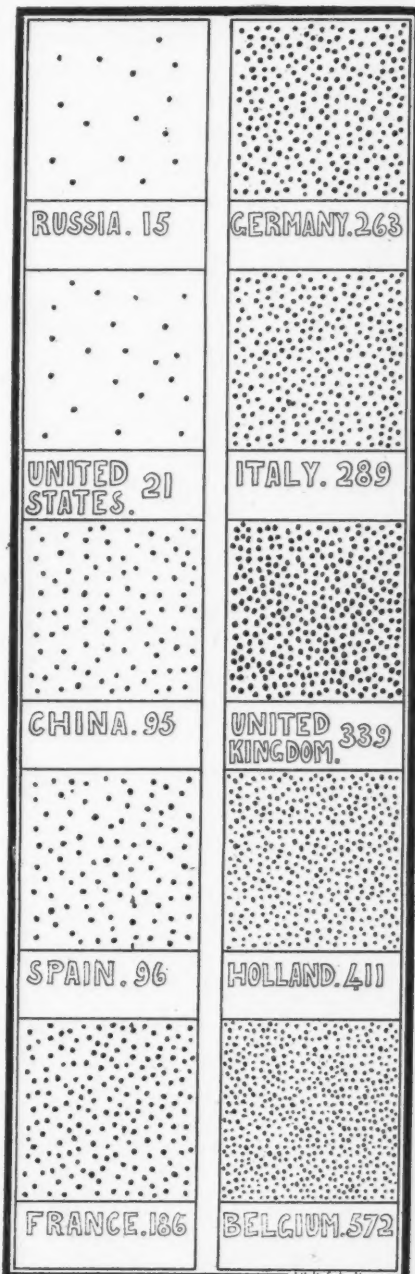 RUSSIA. 15
GERMANY. 263
UNITED STATES. 21
ITALY. 289
CHINA. 95
UNITED KINGDOM. 339
SPAIN. 96
HOLLAND. 411
FRANCE. 186
BELGIUM. 572